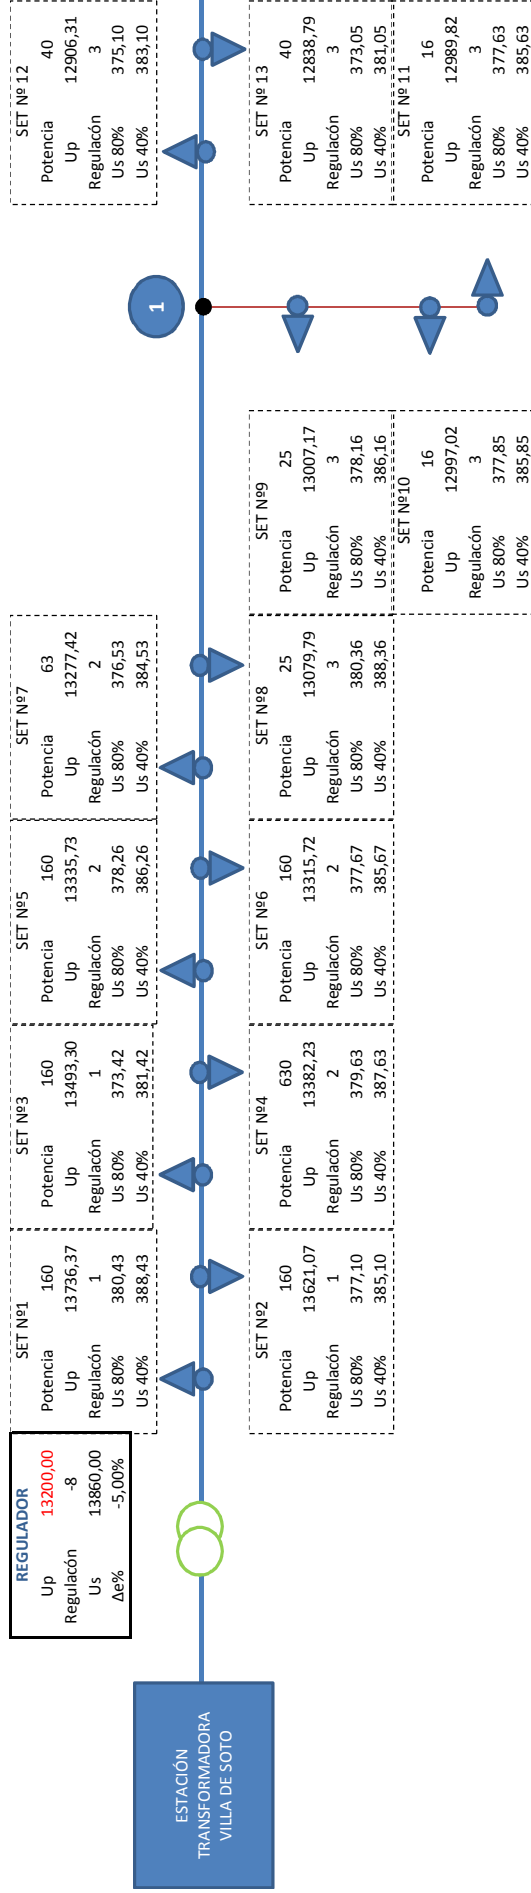 ESTACIÓN
TRANSFORMADORA
VILLA DE SOTO
REGULADOR
Up 13200,00
Regulacón -8
Us 13860,00
Δe% -5,00%
SET Nº1
Potencia 160
Up 13736,37
Regulacón 1
Us 80% 380,43
Us 40% 388,43
SET Nº3
Potencia 160
Up 13493,30
Regulacón 1
Us 80% 373,42
Us 40% 381,42
SET Nº5
Potencia 160
Up 13335,73
Regulacón 2
Us 80% 378,26
Us 40% 386,26
SET Nº7
Potencia 63
Up 13277,42
Regulacón 2
Us 80% 376,53
Us 40% 384,53
SET Nº 12
Potencia 40
Up 12906,31
Regulacón 3
Us 80% 375,10
Us 40% 383,10
1
SET Nº2
Potencia 160
Up 13621,07
Regulacón 1
Us 80% 377,10
Us 40% 385,10
SET Nº4
Potencia 630
Up 13382,23
Regulacón 2
Us 80% 379,63
Us 40% 387,63
SET Nº6
Potencia 160
Up 13315,72
Regulacón 2
Us 80% 377,67
Us 40% 385,67
SET Nº8
Potencia 25
Up 13079,79
Regulacón 3
Us 80% 380,36
Us 40% 388,36
SET Nº9
Potencia 25
Up 13007,17
Regulacón 3
Us 80% 378,16
Us 40% 386,16
SET Nº10
Potencia 16
Up 12997,02
Regulacón 3
Us 80% 377,85
Us 40% 385,85
SET Nº 13
Potencia 40
Up 12838,79
Regulacón 3
Us 80% 373,05
Us 40% 381,05
SET Nº 11
Potencia 16
Up 12989,82
Regulacón 3
Us 80% 377,63
Us 40% 385,63